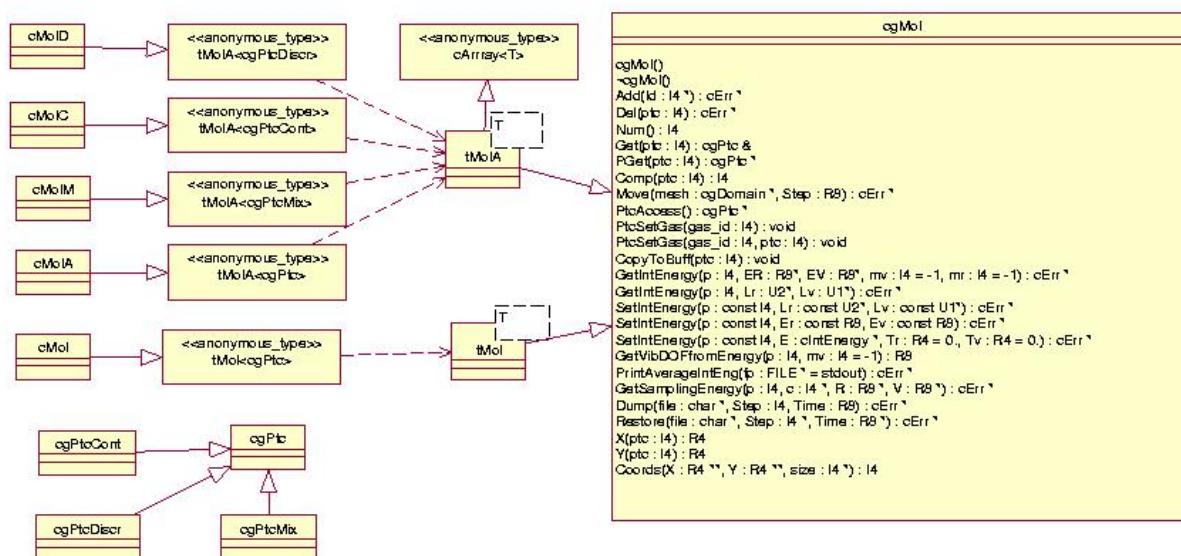 cMolD
<<anonymous_type>>
tMolA<cgPtcDiscr>
<<anonymous_type>>
cArray<T>
cMolC
<<anonymous_type>>
tMolA<cgPtcCont>
T
tMolA
cMolM
<<anonymous_type>>
tMolA<cgPtcMix>
cMolA
<<anonymous_type>>
tMolA<cgPtc>
cMol
<<anonymous_type>>
tMol<cgPtc>
T
tMol
cgPtcCont
cgPtc
cgPtcDiscr
cgPtcMix
cgMol
cgMol()
~cgMol()
Add(Id : I4 *) : cErr *
Del(ptc : I4) : cErr *
Num() : I4
Get(ptc : I4) : cgPtc &
PGet(ptc : I4) : cgPtc *
Comp(ptc : I4) : I4
Move(mesh : cgDomain *, Step : R8) : cErr *
PtcAccess() : cgPtc *
PtcSetGas(gas_id : I4) : void
PtcSetGas(gas_id : I4, ptc : I4) : void
CopyToBuff(ptc : I4) : void
GetIntEnergy(p : I4, ER : R8 *, EV : R8 *, mv : I4 = -1, mr : I4 = -1) : cErr *
GetIntEnergy(p : I4, Lr : U2 *, Lv : U1 *) : cErr *
SetIntEnergy(p : const I4, Lr : const U2 *, Lv : const U1 *) : cErr *
SetIntEnergy(p : const I4, Er : const R8, Ev : const R8) : cErr *
SetIntEnergy(p : const I4, E : cIntEnergy *, Tr : R4 = 0., Tv : R4 = 0.) : cErr *
GetVibDOFfromEnergy(p : I4, mv : I4 = -1) : R8
PrintAverageIntEng(fp : FILE * = stdout) : cErr *
GetSamplingEnergy(p : I4, c : I4 *, R : R8 *, V : R8 *) : cErr *
Dump(file : char *, Step : I4, Time : R8) : cErr *
Restore(file : char *, Step : I4 *, Time : R8 *) : cErr *
X(ptc : I4) : R4
Y(ptc : I4) : R4
Coords(X : R4 **, Y : R4 **, size : I4 *) : I4